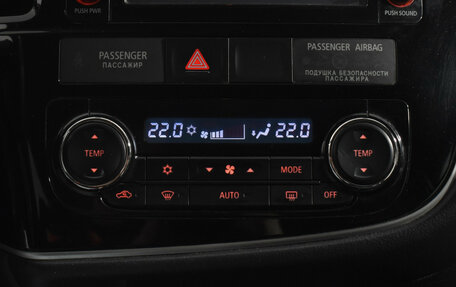 PUSH PWR
PUSH SOUND
PASSENGER
ПАССАЖИР
PASSENGER AIRBAG
ПОДУШКА БЕЗОПАСНОСТИ
ПАССАЖИРА
22.0 22.0
TEMP
TEMP
MODE
AUTO
OFF